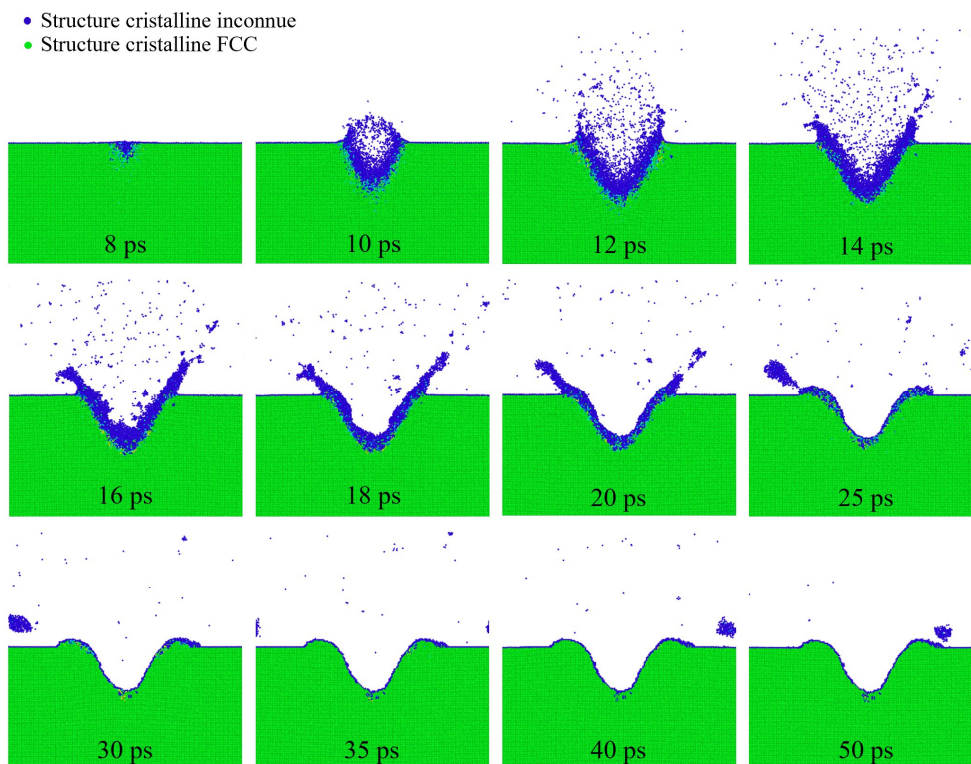 Structure cristalline inconnue
Structure cristalline FCC
8 ps
10 ps
12 ps
14 ps
16 ps
18 ps
20 ps
25 ps
30 ps
35 ps
40 ps
50 ps